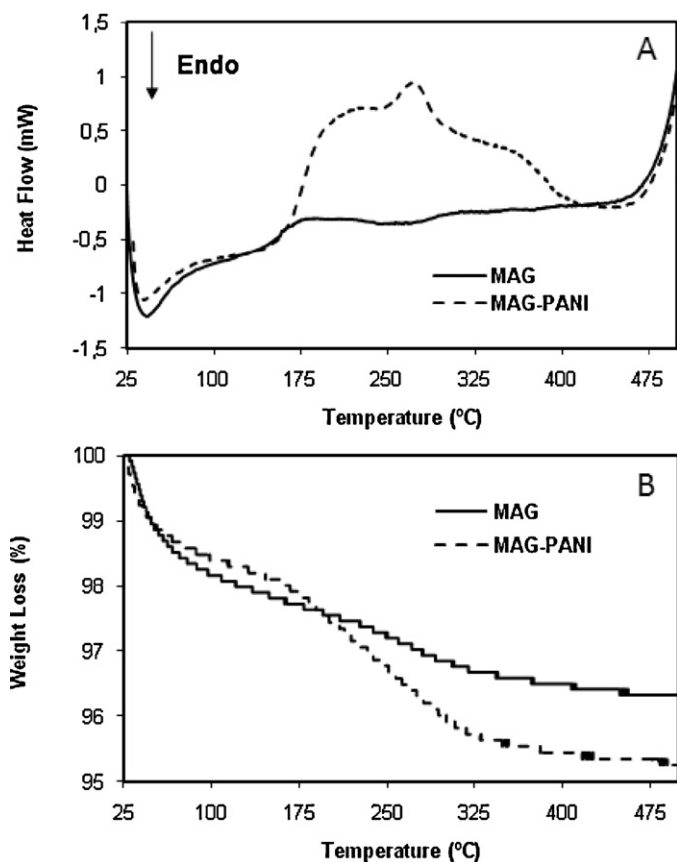 A
Endo
1,5
1
0,5
0
-0,5
-1
-1,5
Heat Flow (mW)
MAG
MAG-PANI
25 100 175 250 325 400 475
Temperature (ºC)
B
100
99
98
97
96
95
Weight Loss (%)
MAG
MAG-PANI
25 100 175 250 325 400 475
Temperature (ºC)